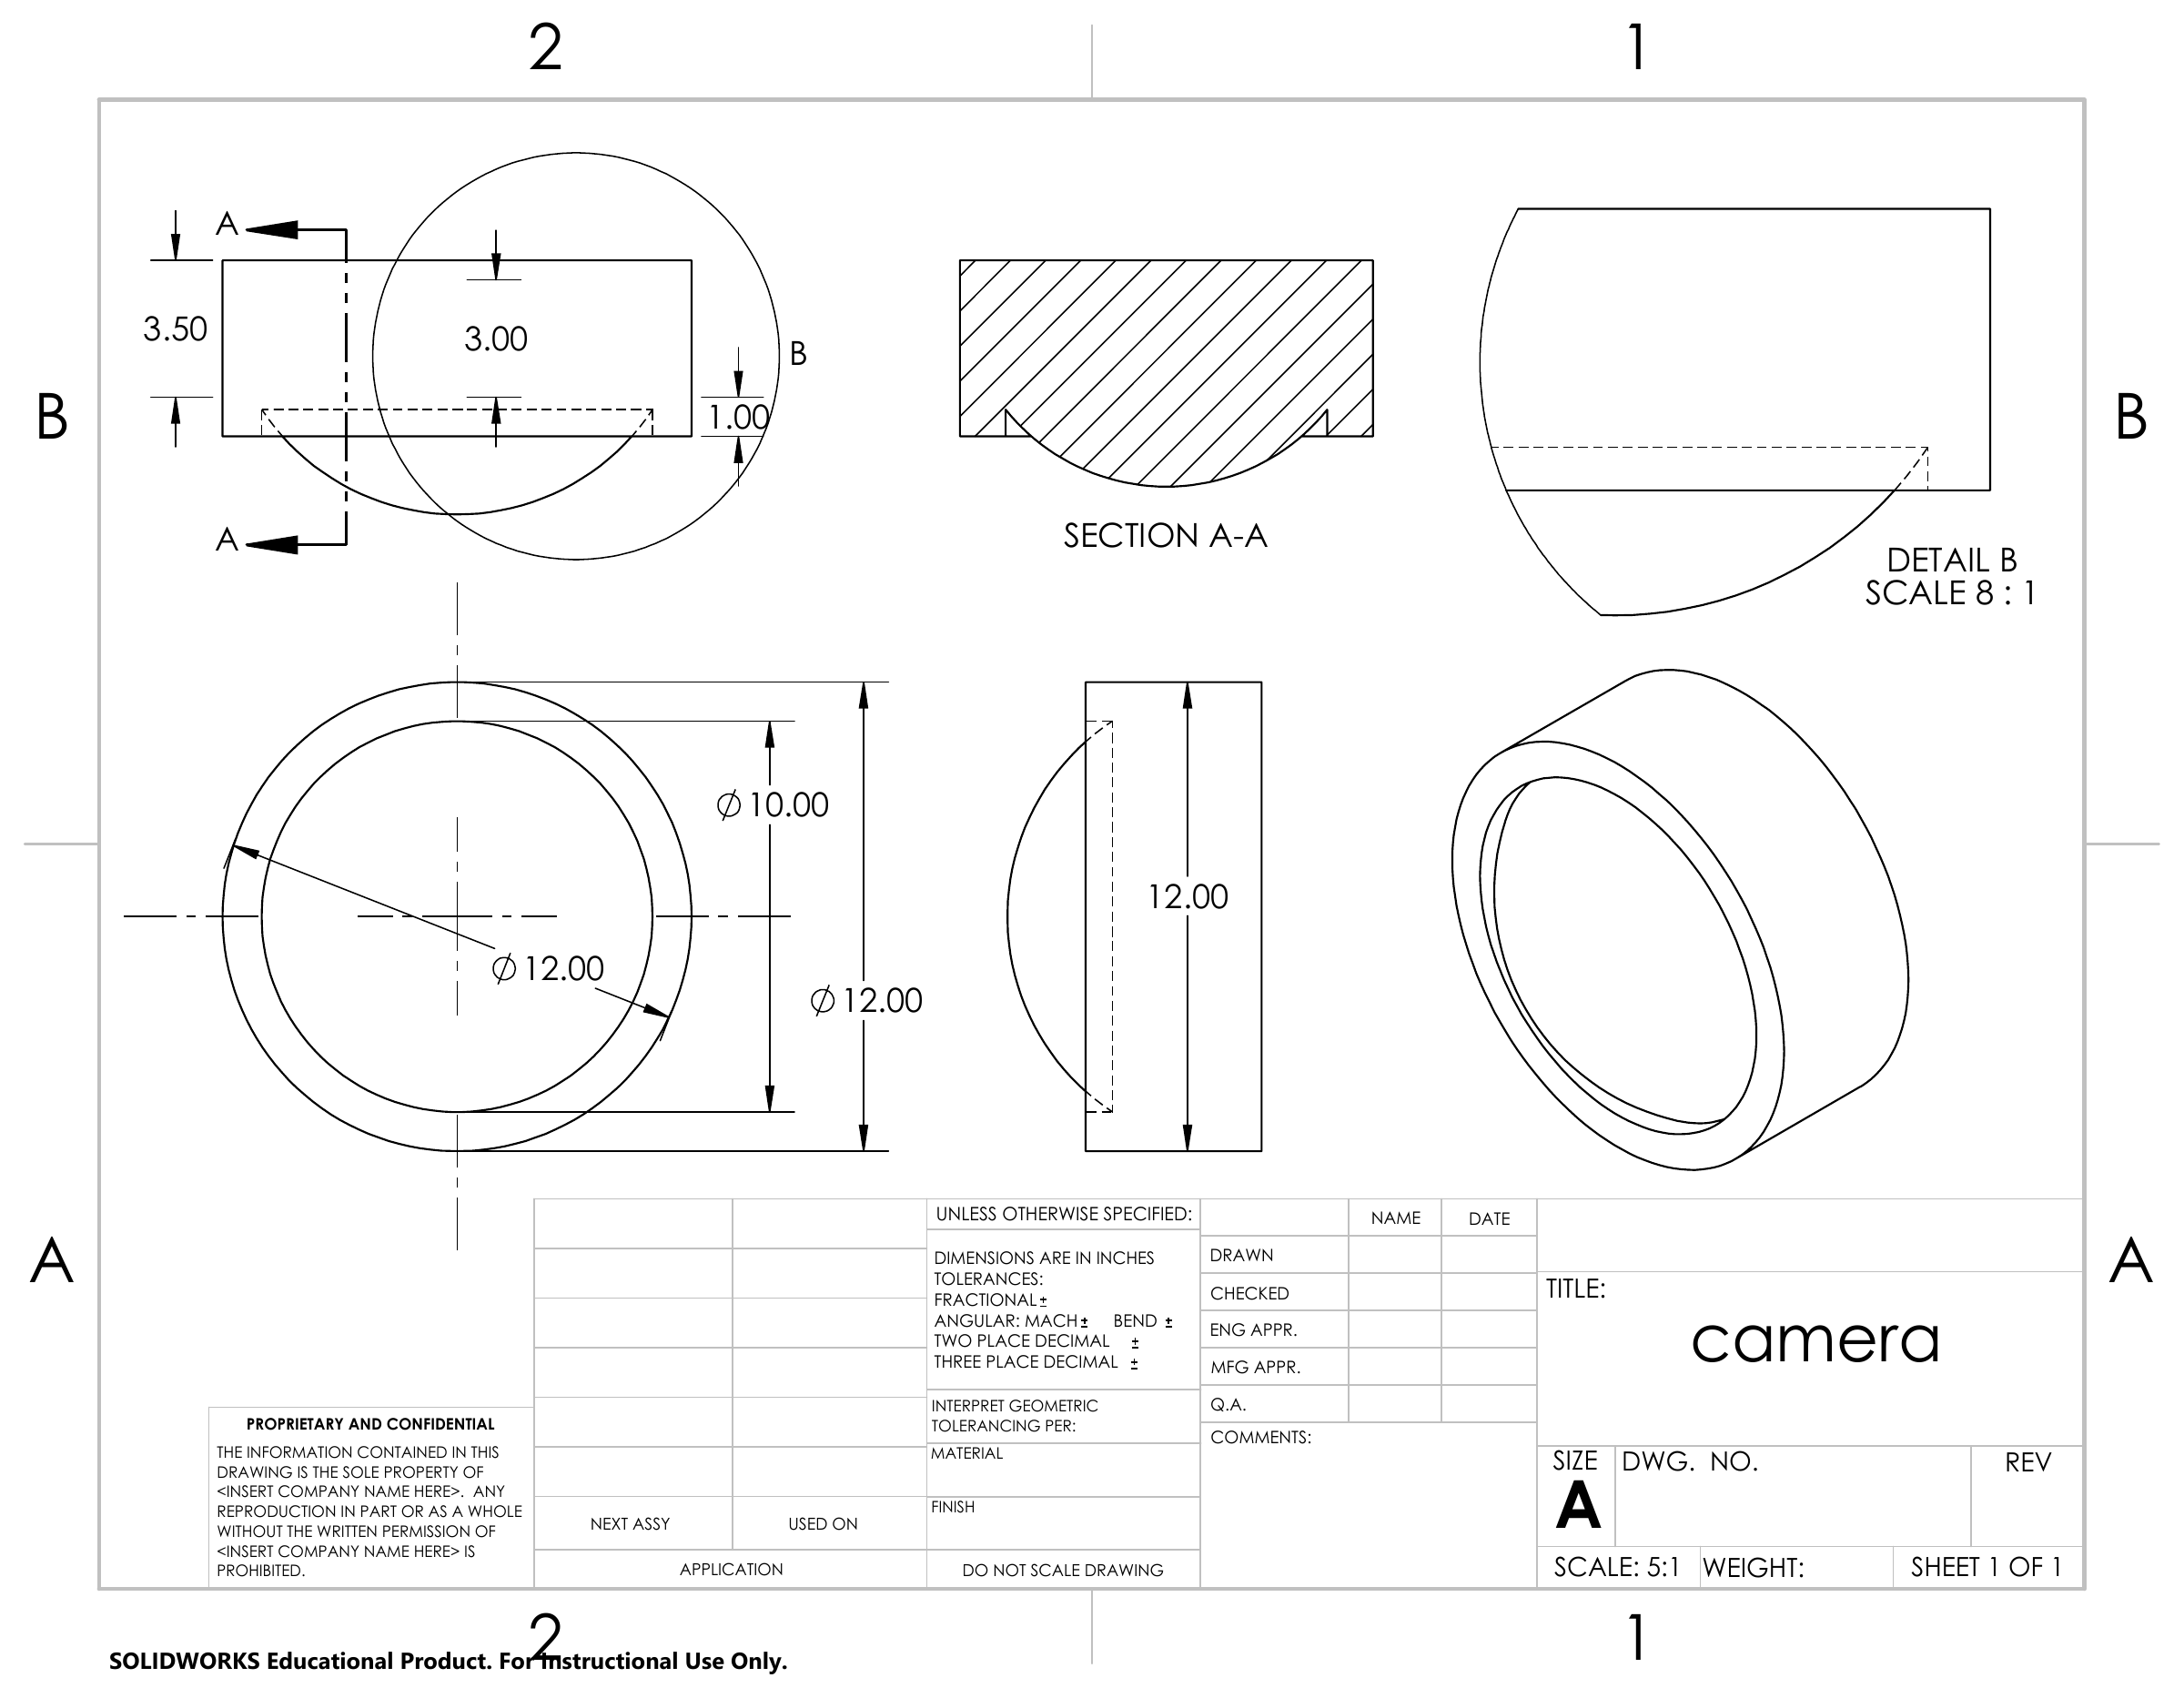 2
1
A
3.50
3.00
B
1.00
A
SECTION A-A
DETAIL B
SCALE 8 : 1
B
B
⌀ 10.00
⌀ 12.00
⌀ 12.00
12.00
A
A
UNLESS OTHERWISE SPECIFIED:
DIMENSIONS ARE IN INCHES
TOLERANCES:
FRACTIONAL ±
ANGULAR: MACH ± BEND ±
TWO PLACE DECIMAL ±
THREE PLACE DECIMAL ±
INTERPRET GEOMETRIC
TOLERANCING PER:
MATERIAL
FINISH
DO NOT SCALE DRAWING
NAME DATE
DRAWN
CHECKED
ENG APPR.
MFG APPR.
Q.A.
COMMENTS:
TITLE:
camera
SIZE DWG. NO. REV
A
SCALE: 5:1 WEIGHT: SHEET 1 OF 1
PROPRIETARY AND CONFIDENTIAL
THE INFORMATION CONTAINED IN THIS
DRAWING IS THE SOLE PROPERTY OF
<INSERT COMPANY NAME HERE>. ANY
REPRODUCTION IN PART OR AS A WHOLE
WITHOUT THE WRITTEN PERMISSION OF
<INSERT COMPANY NAME HERE> IS
PROHIBITED.
NEXT ASSY USED ON
APPLICATION
2
1
SOLIDWORKS Educational Product. For Instructional Use Only.